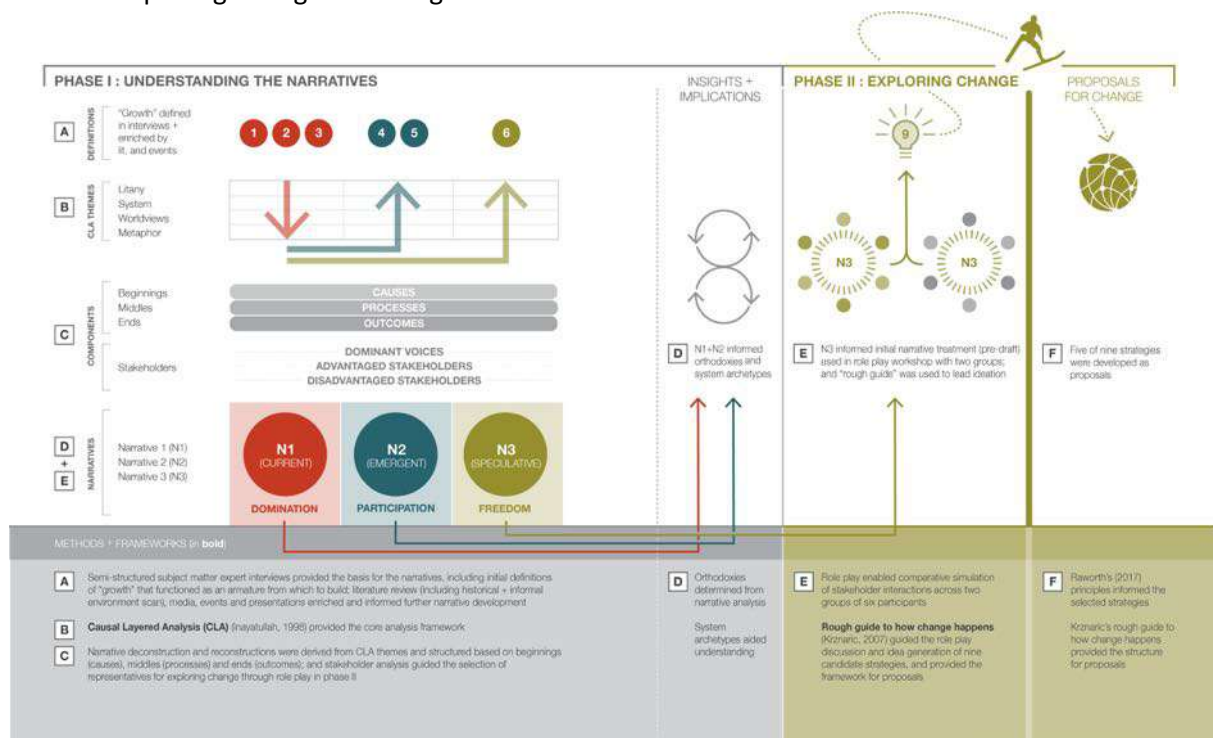 PHASE I : UNDERSTANDING THE NARRATIVES
INSIGHTS +
IMPLICATIONS
PHASE II : EXPLORING CHANGE
PROPOSALS
FOR CHANGE
A
DEFINITIONS
"Growth" defined
in interviews +
enriched by
lit. and events
1 2 3 4 5 6
9
B
CLA THEMES
Litany
System
Worldviews
Metaphor
N3 N3
C
COMPONENTS
Beginnings
Middles
Ends
CAUSES
PROCESSES
OUTCOMES
Stakeholders
DOMINANT VOICES
ADVANTAGED STAKEHOLDERS
DISADVANTAGED STAKEHOLDERS
D
N1+N2 informed
orthodoxies and
system archetypes
E
N3 informed initial narrative treatment (pre-draft)
used in role play workshop with two groups;
and "rough guide" was used to lead ideation
F
Five of nine strategies
were developed as
proposals
D
+
E
NARRATIVES
Narrative 1 (N1)
Narrative 2 (N2)
Narrative 3 (N3)
N1
(CURRENT)
DOMINATION
N2
(EMERGENT)
PARTICIPATION
N3
(SPECULATIVE)
FREEDOM
METHODS + FRAMEWORKS (in bold)
A
Semi-structured subject matter expert interviews provided the basis for the narratives, including initial definitions
of "growth" that functioned as an armature from which to build; literature review (including historical + informal
environment scan), media, events and presentations enriched and informed further narrative development
B
Causal Layered Analysis (CLA) (Inayatullah, 1998) provided the core analysis framework
C
Narrative deconstruction and reconstructions were derived from CLA themes and structured based on beginnings
(causes), middles (processes) and ends (outcomes); and stakeholder analysis guided the selection of
representatives for exploring change through role play in phase II
D
Orthodoxies
determined from
narrative analysis
System
archetypes aided
understanding
E
Role play enabled comparative simulation
of stakeholder interactions across two
groups of six participants
Rough guide to how change happens
(Krznaric, 2007) guided the role play
discussion and idea generation of nine
candidate strategies, and provided the
framework for proposals
F
Raworth's (2017)
principles informed the
selected strategies
Krznaric's rough guide
to how change happens
provided the structure
for proposals